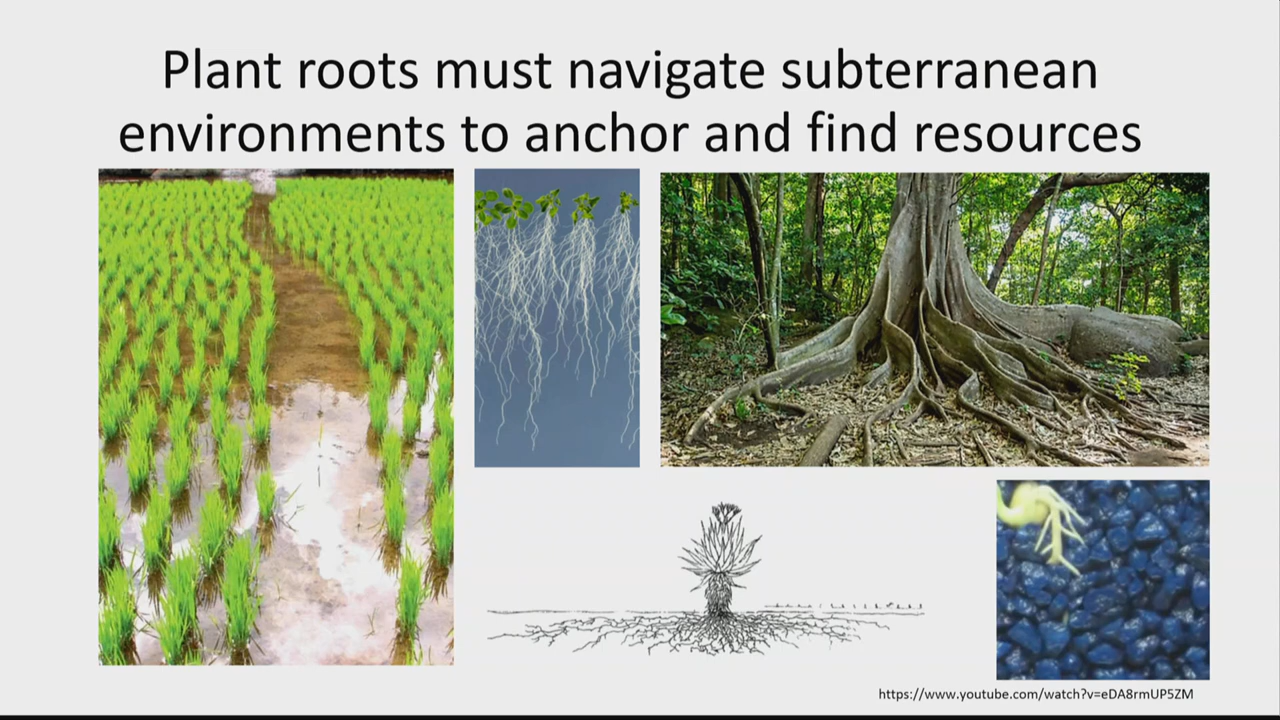 Plant roots must navigate subterranean
environments to anchor and find resources
https://www.youtube.com/watch?v=eDA8rmUP5ZM